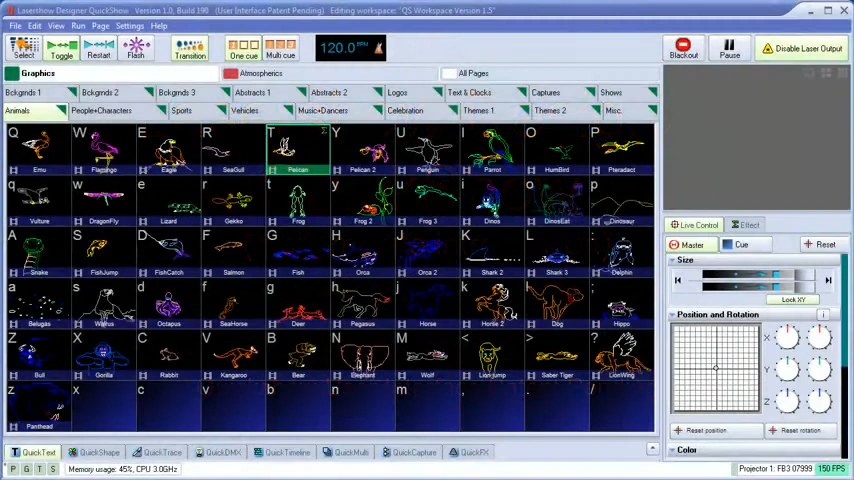 Lasershow Designer QuickShow   Version 1.0, Build 190   (User Interface Patent Pending)   Editing workspace: "QS Workspace Version 1.5"
File Edit View Run Page Settings Help
Select Toggle Restart Flash Transition One cue Multi cue 120.0 BPM Blackout Pause Disable Laser Output
Graphics Atmospherics All Pages
Bckgrnds 1 Bckgrnds 2 Bckgrnds 3 Abstracts 1 Abstracts 2 Logos Text & Clocks Captures Shows
Animals People+Characters Sports Vehicles Music+Dancers Celebration Themes 1 Themes 2 Misc.
Q W E R T Y U I O P
Emu Flamingo Eagle SeaGull Pelican Pelican 2 Penguin Parrot HumBird Pteradact
q w e r t y u i o p
Vulture DragonFly Lizard Gekko Frog Frog 2 Frog 3 Dinos DinosEat Dinosaur
A S D F G H J K L :
Snake FishJump FishCatch Salmon Fish Orca Orca 2 Shark 2 Shark 3 Dolphin
a s d f g h j k l ;
Belugas Walrus Octapus SeaHorse Deer Pegasus Horse Horse 2 Dog Hippo
Z X C V B N M < > ?
Bull Gorilla Rabbit Kangaroo Bear Elephant Wolf Lion jump Saber Tiger LionWing
z x c v b n m , . /
Panthead
Live Control Effect
Master Cue Reset
Size
Lock XY
Position and Rotation
X
Y
Z
Reset position Reset rotation
Color
QuickText QuickShape QuickTrace QuickDMX QuickTimeline QuickMulti QuickCapture QuickFX
P G T S Memory usage: 45%, CPU 3.0GHz Projector 1: FB3 07999 150 FPS